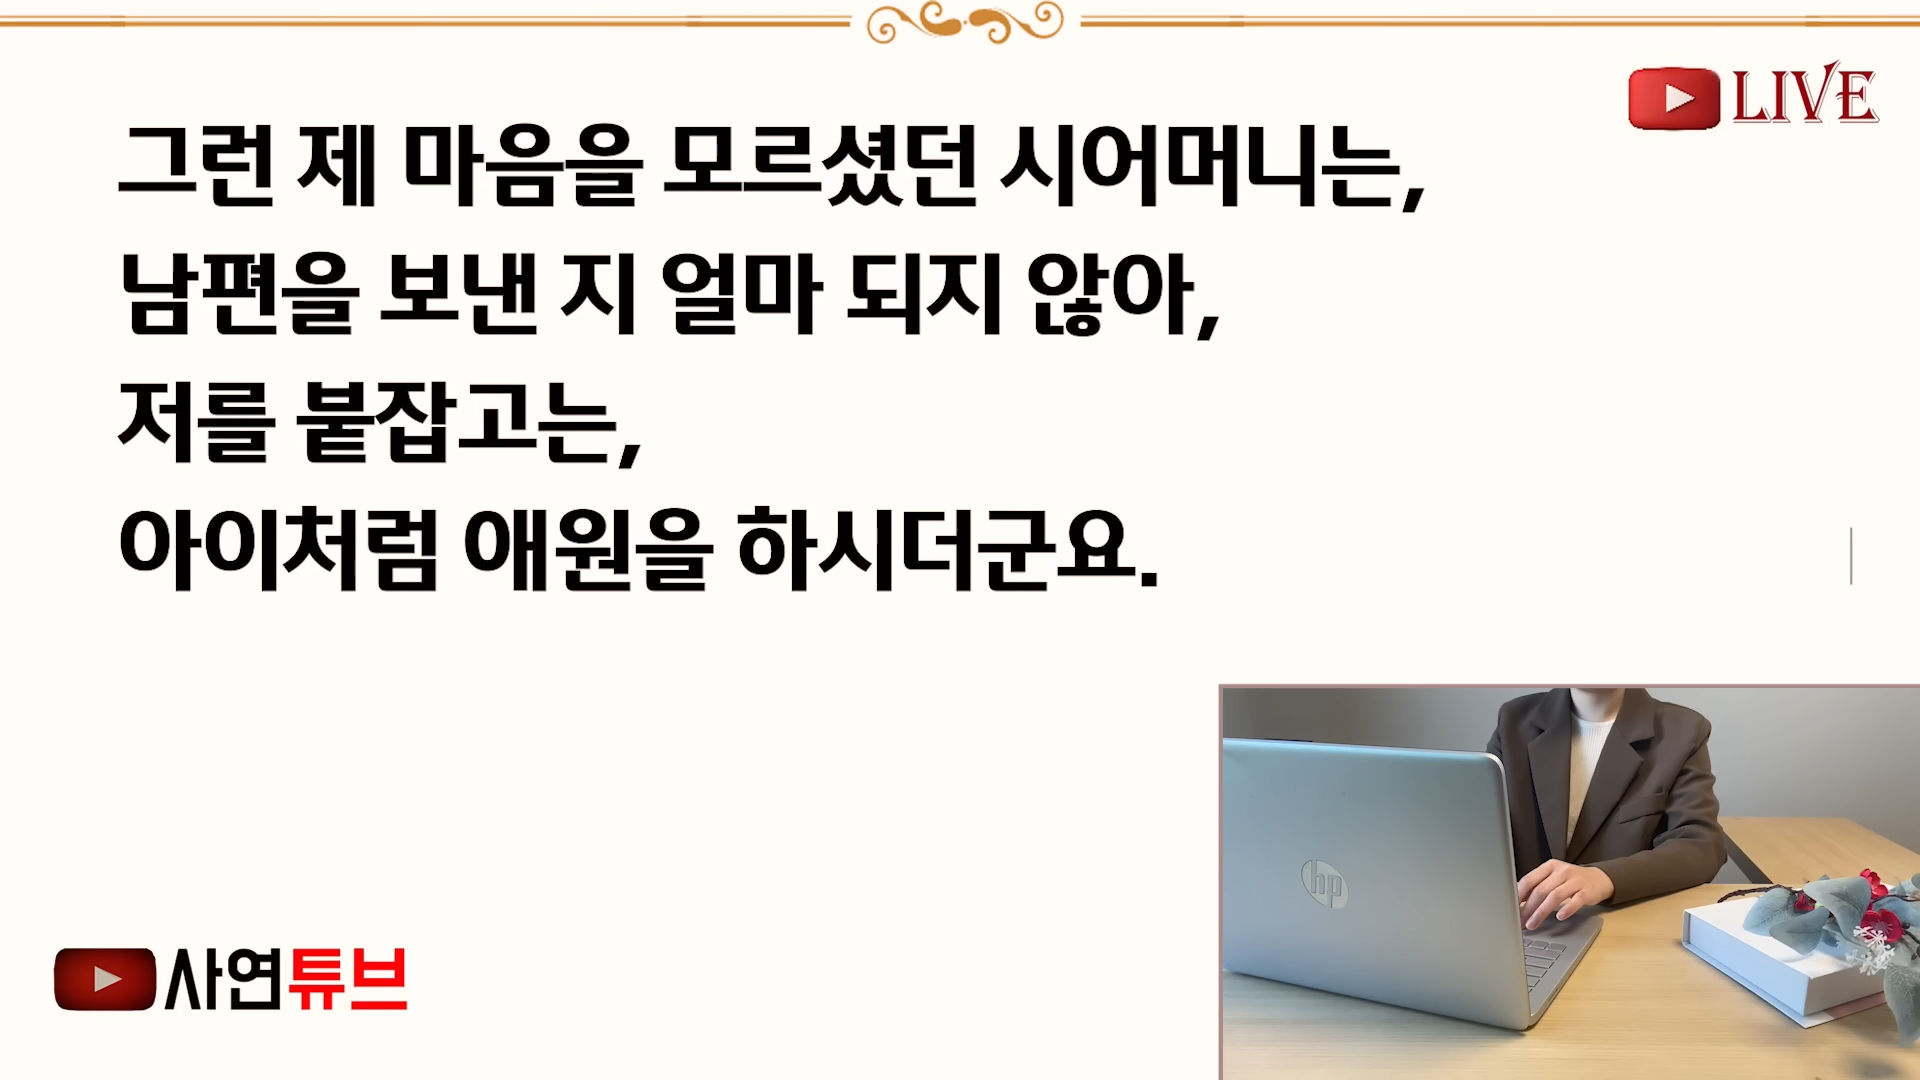 LIVE
그런 제 마음을 모르셨던 시어머니는,
남편을 보낸 지 얼마 되지 않아,
저를 붙잡고는,
아이처럼 애원을 하시더군요.
hp
사연튜브